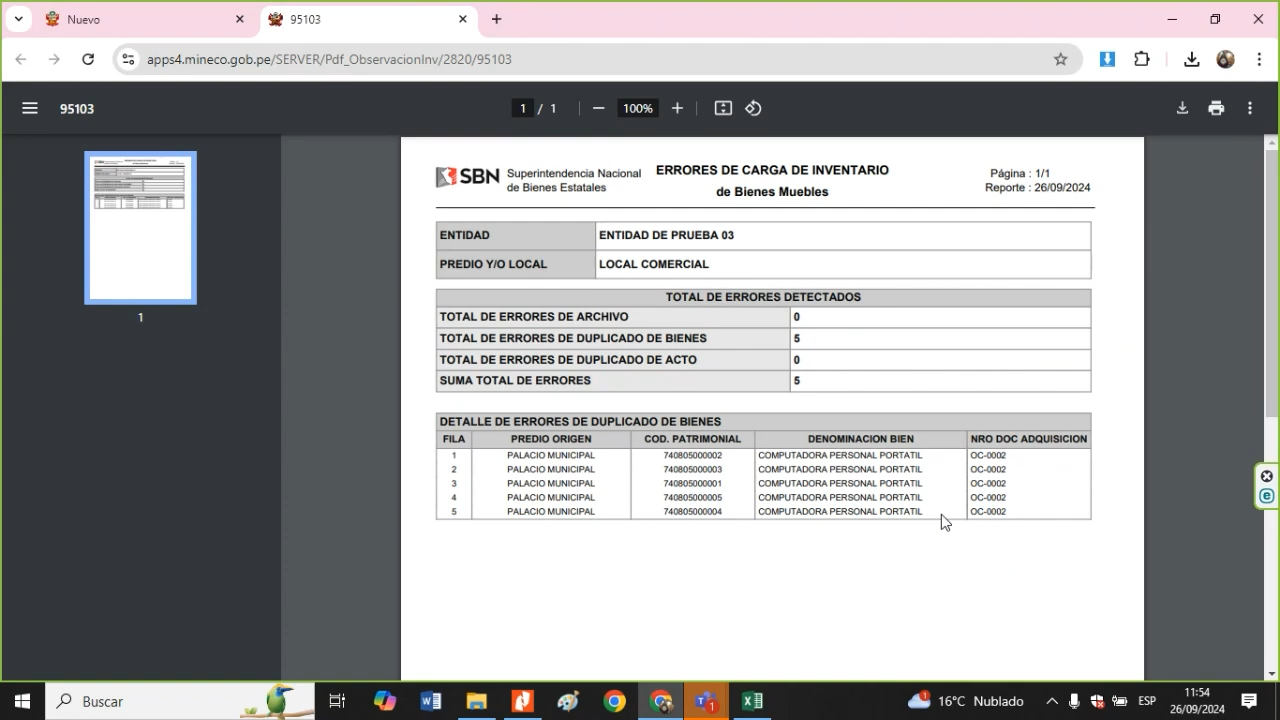 Nuevo
95103
apps4.mineco.gob.pe/SERVER/Pdf_ObservacionInv/2820/95103
95103
1 / 1
100%
1
SBN Superintendencia Nacional de Bienes Estatales
ERRORES DE CARGA DE INVENTARIO
de Bienes Muebles
Página : 1/1
Reporte : 26/09/2024
ENTIDAD ENTIDAD DE PRUEBA 03
PREDIO Y/O LOCAL LOCAL COMERCIAL
TOTAL DE ERRORES DETECTADOS
TOTAL DE ERRORES DE ARCHIVO 0
TOTAL DE ERRORES DE DUPLICADO DE BIENES 5
TOTAL DE ERRORES DE DUPLICADO DE ACTO 0
SUMA TOTAL DE ERRORES 5
DETALLE DE ERRORES DE DUPLICADO DE BIENES
FILA PREDIO ORIGEN COD. PATRIMONIAL DENOMINACION BIEN NRO DOC ADQUISICION
1 PALACIO MUNICIPAL 740805000002 COMPUTADORA PERSONAL PORTATIL OC-0002
2 PALACIO MUNICIPAL 740805000003 COMPUTADORA PERSONAL PORTATIL OC-0002
3 PALACIO MUNICIPAL 740805000001 COMPUTADORA PERSONAL PORTATIL OC-0002
4 PALACIO MUNICIPAL 740805000005 COMPUTADORA PERSONAL PORTATIL OC-0002
5 PALACIO MUNICIPAL 740805000004 COMPUTADORA PERSONAL PORTATIL OC-0002
Buscar
1
1
16°C Nublado
ESP
11:54
26/09/2024